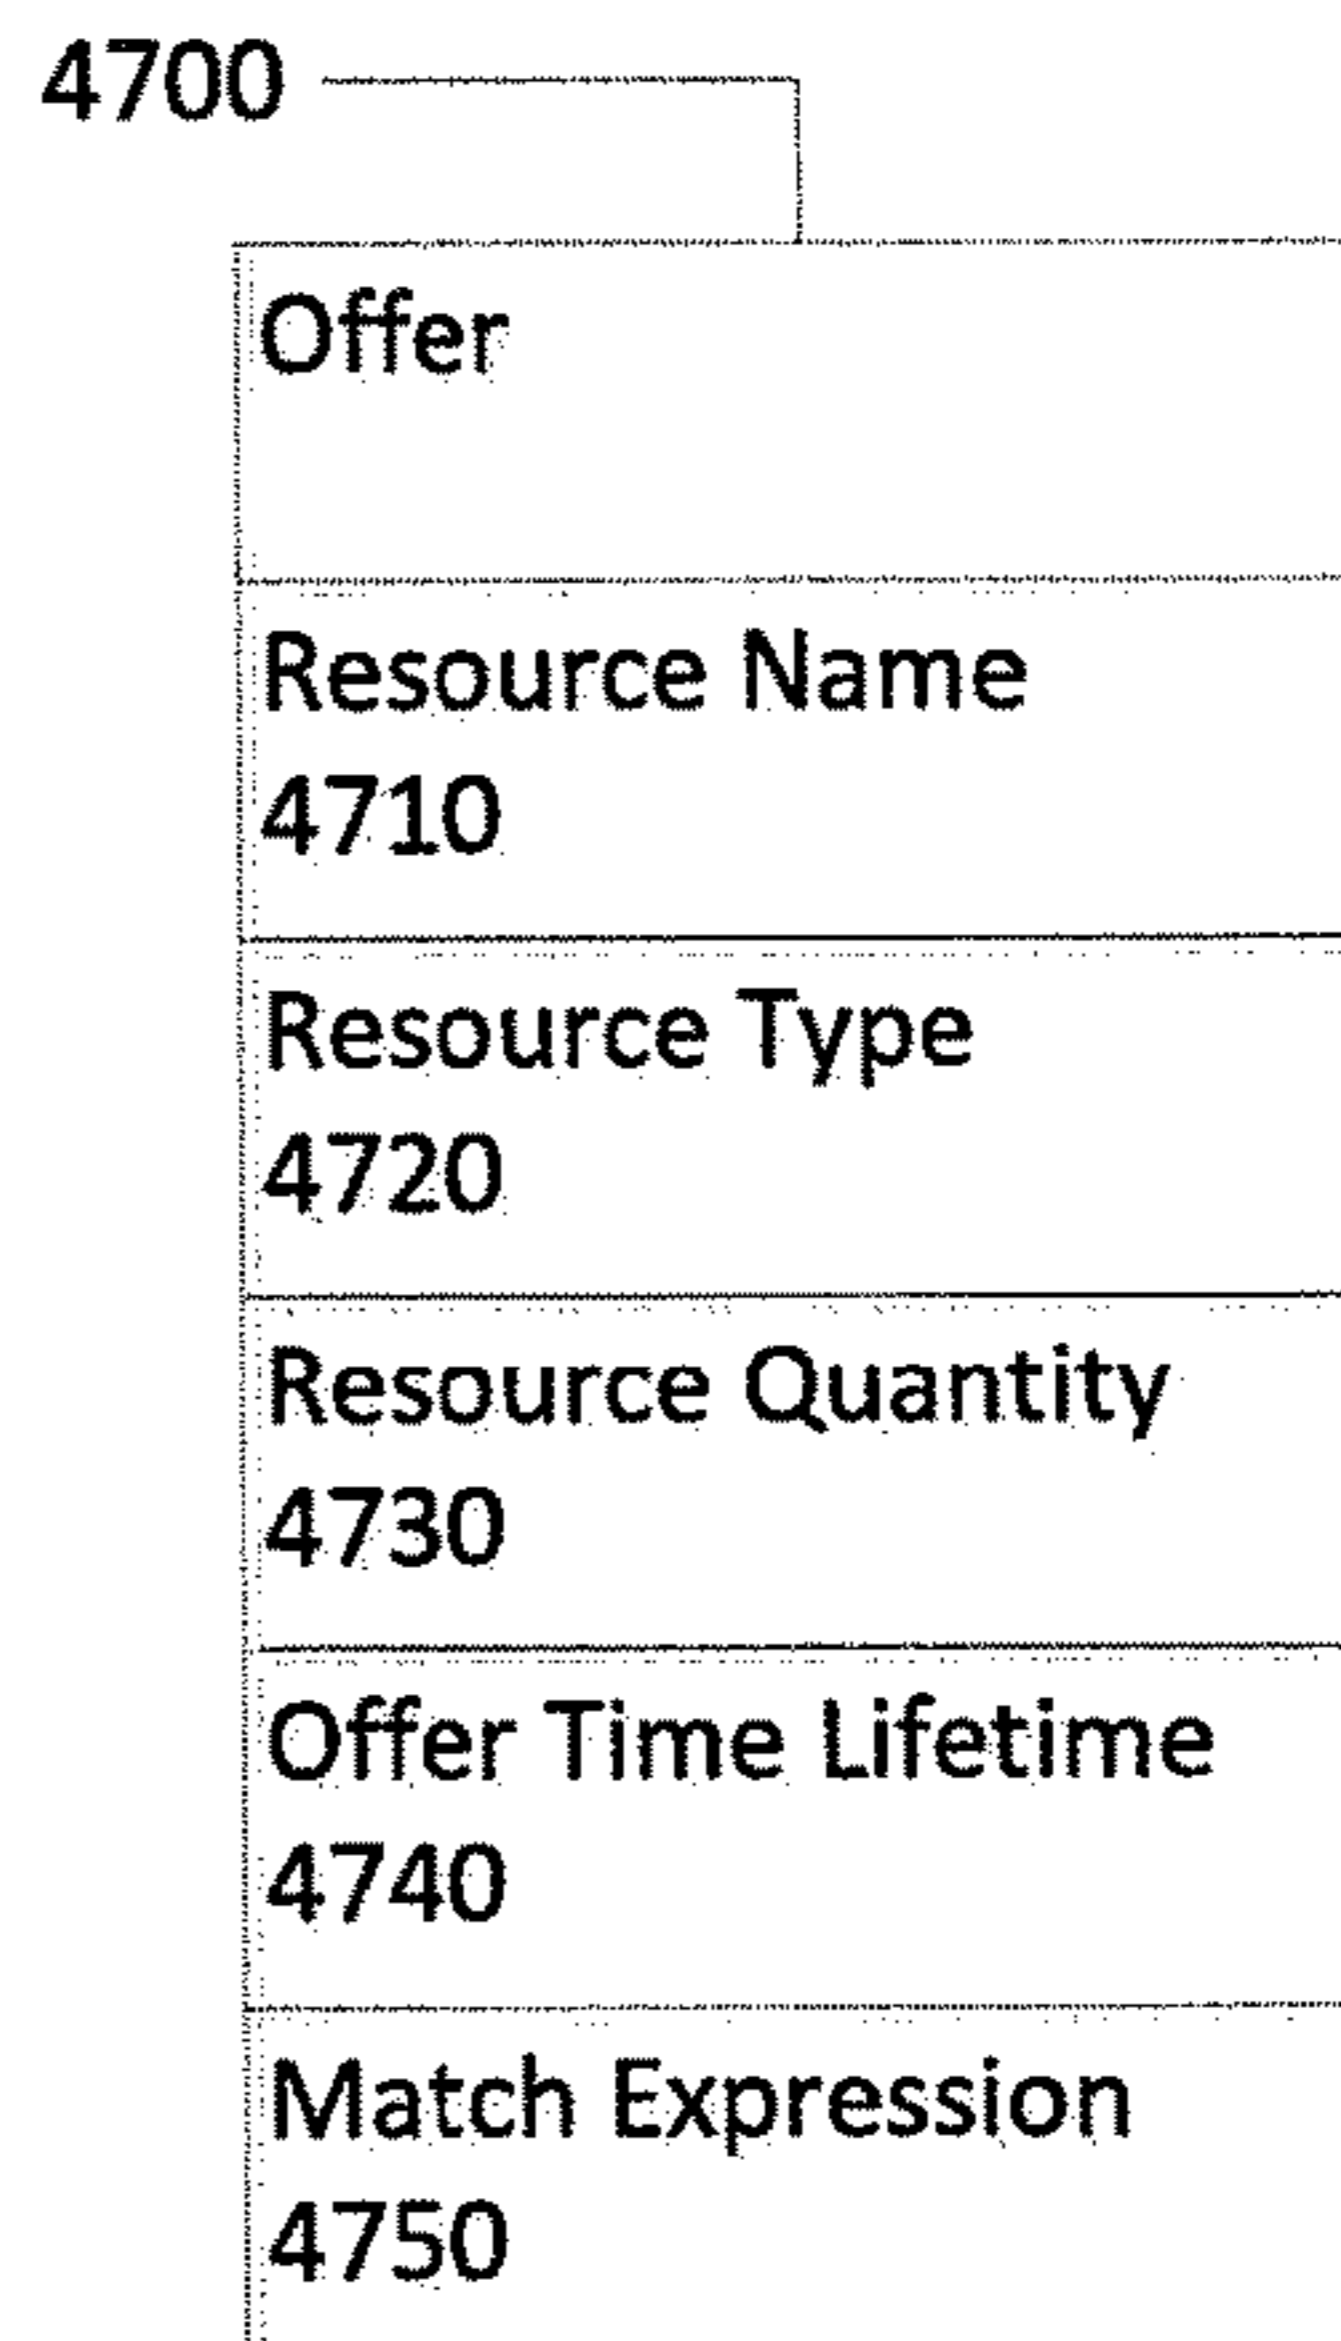 4700
Offer
Resource Name
4710
Resource Type
4720
Resource Quantity
4730
Offer Time Lifetime
4740
Match Expression
4750